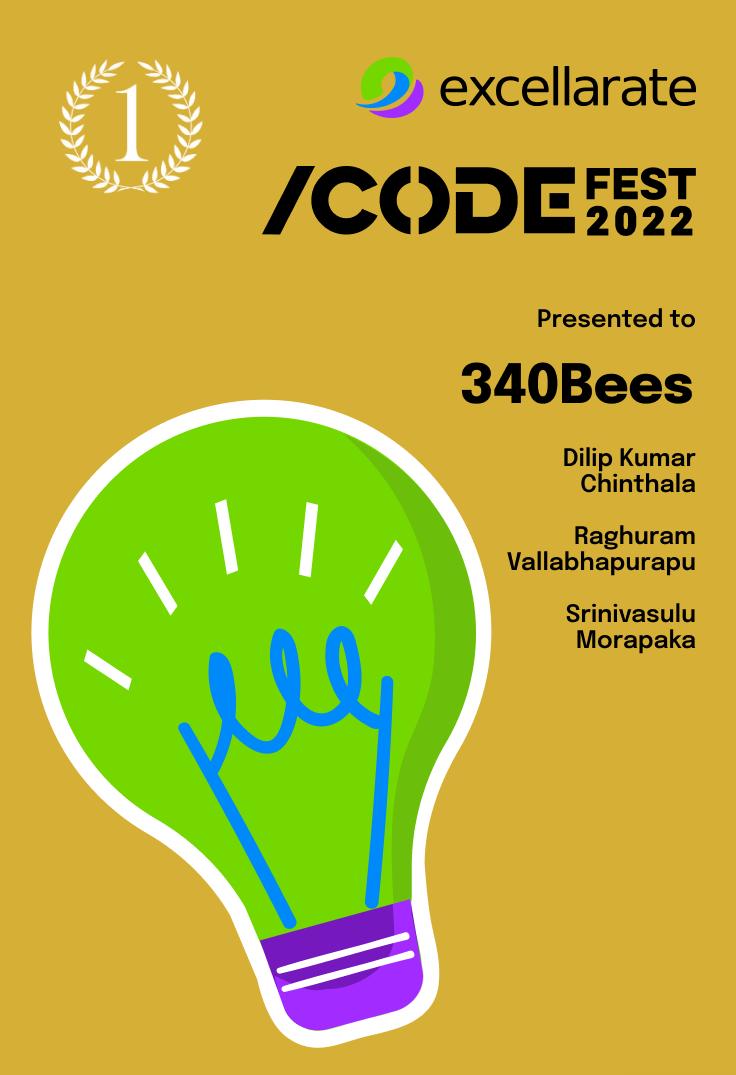 1
excellarate
/CODE FEST
2022
Presented to
340Bees
Dilip Kumar
Chinthala
Raghuram
Vallabhapurapu
Srinivasulu
Morapaka